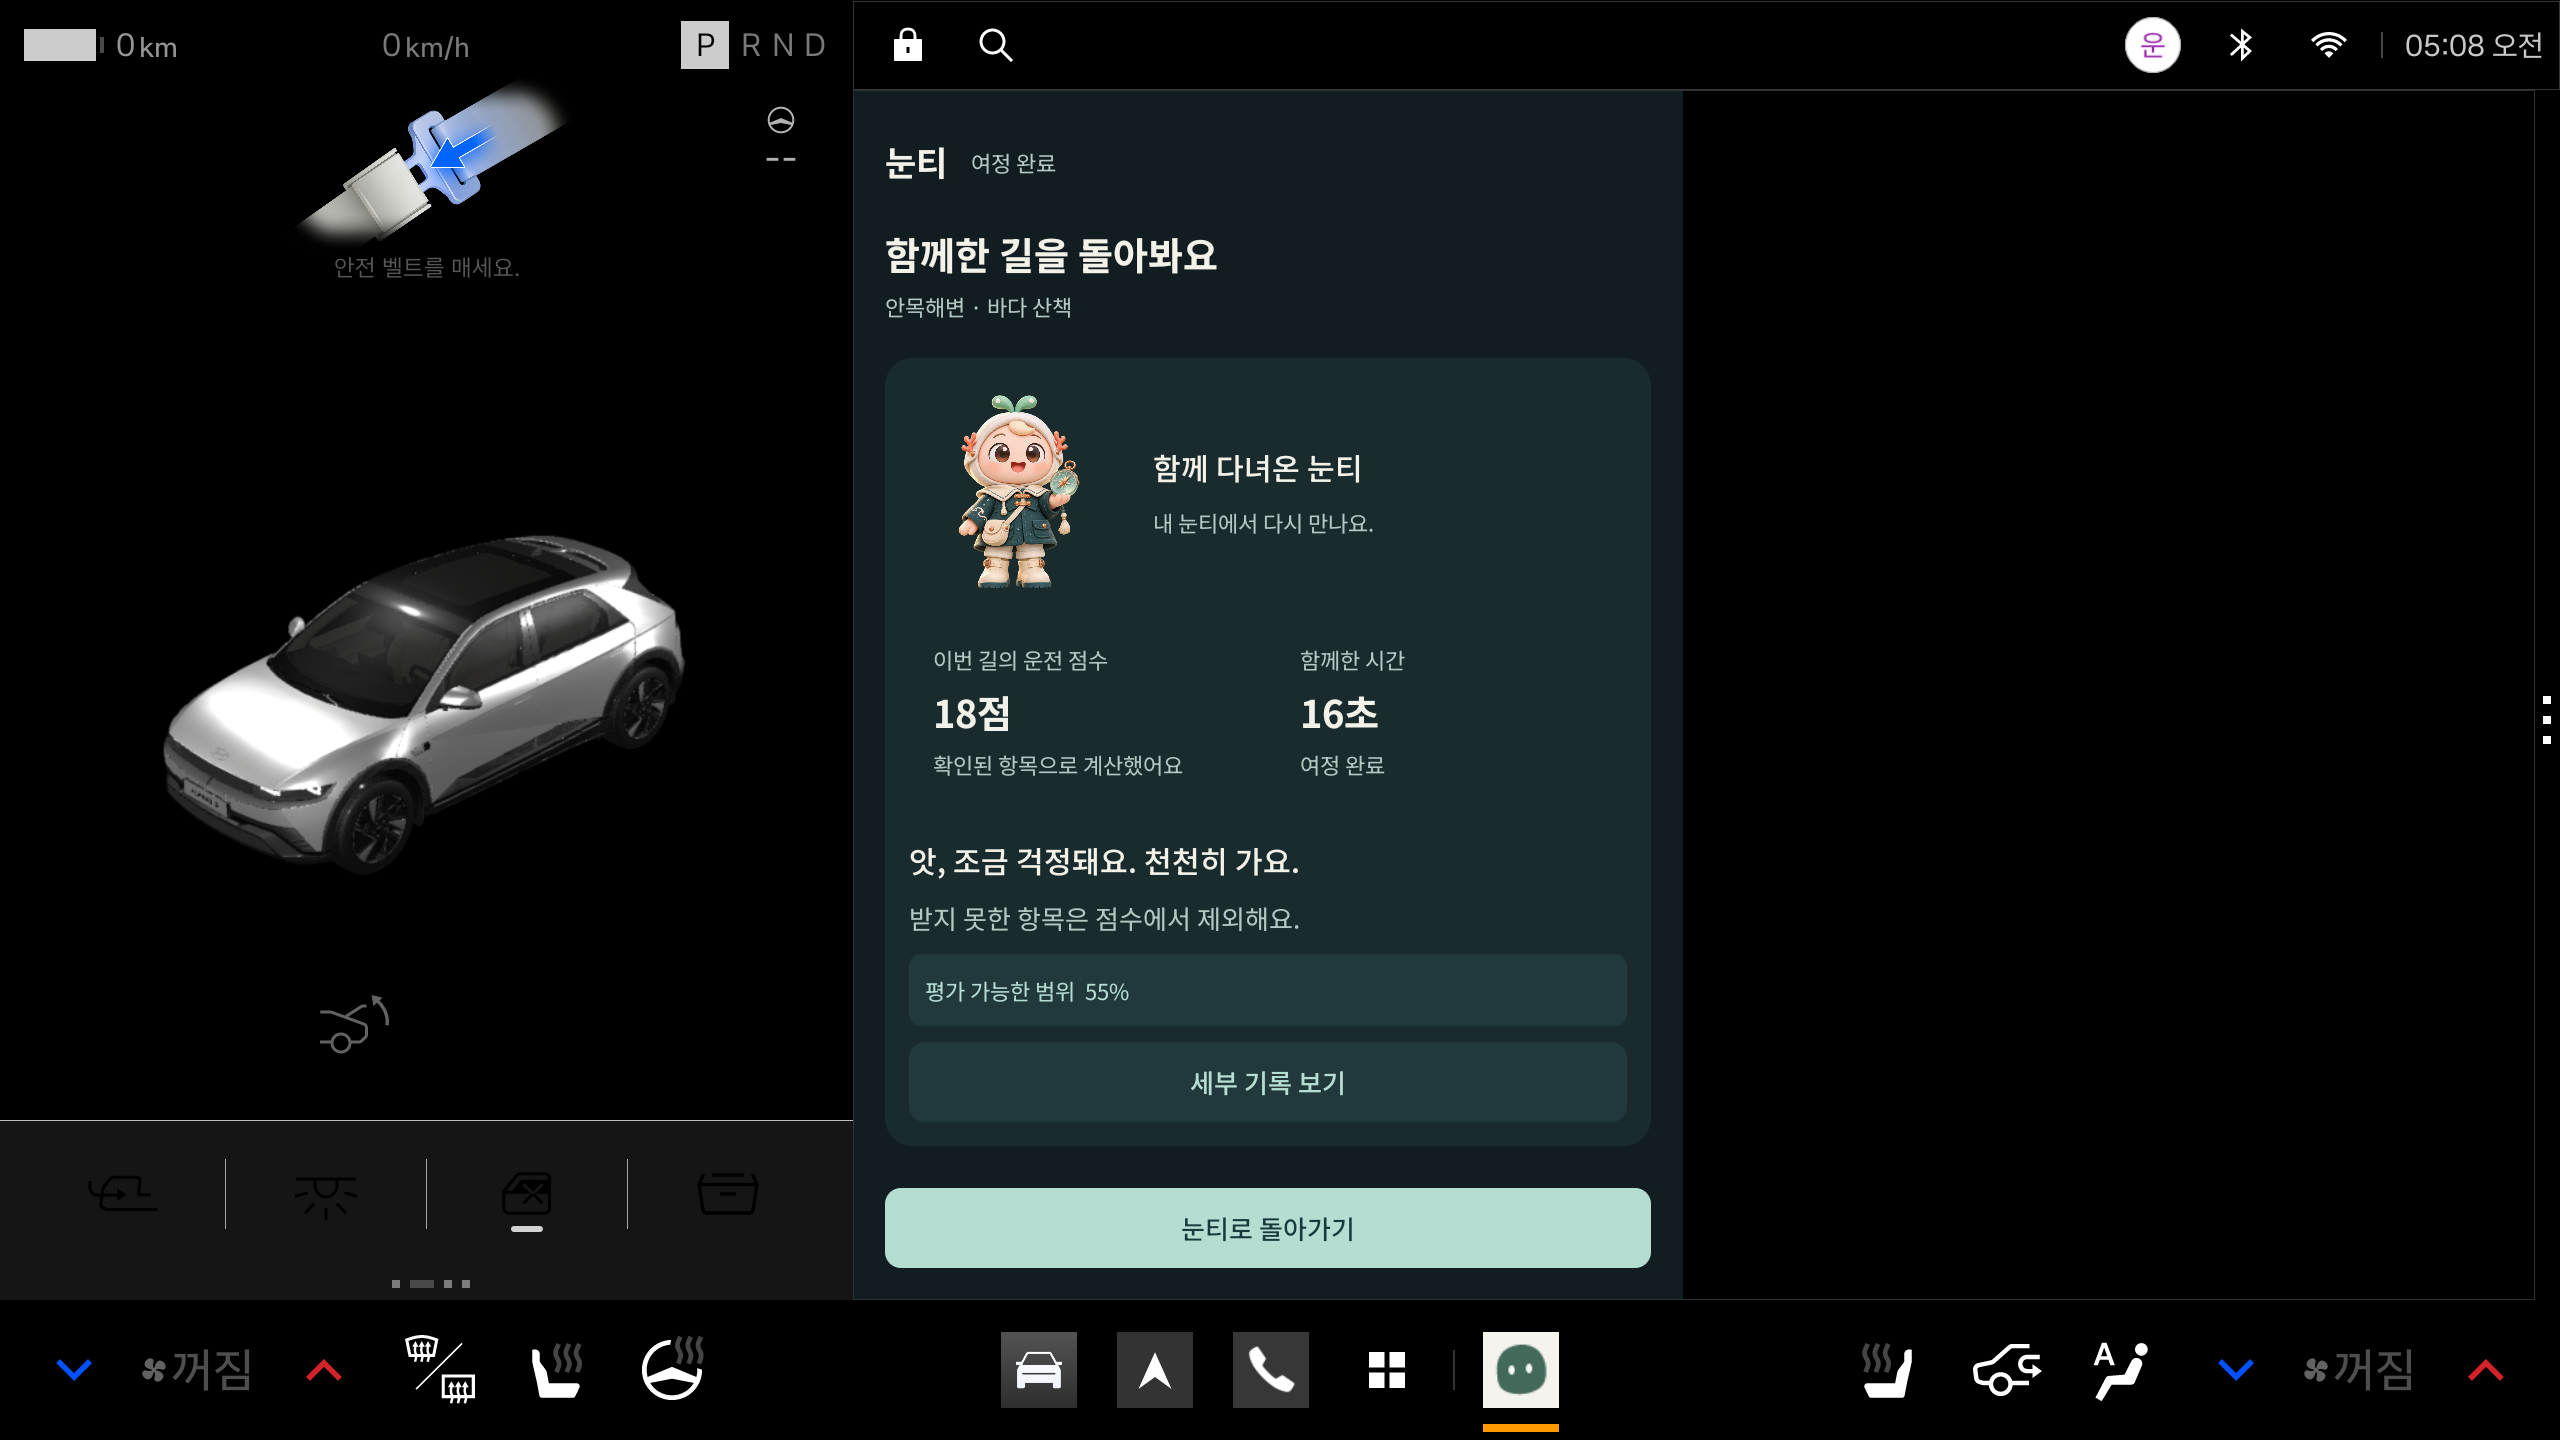 0 km
0 km/h
P R N D
운
05:08 오전
--
안전 벨트를 매세요.
눈티 여정 완료
함께한 길을 돌아봐요
안목해변 · 바다 산책
함께 다녀온 눈티
내 눈티에서 다시 만나요.
이번 길의 운전 점수
18점
확인된 항목으로 계산했어요
함께한 시간
16초
여정 완료
앗, 조금 걱정돼요. 천천히 가요.
받지 못한 항목은 점수에서 제외해요.
평가 가능한 범위 55%
세부 기록 보기
눈티로 돌아가기
꺼짐
A
꺼짐